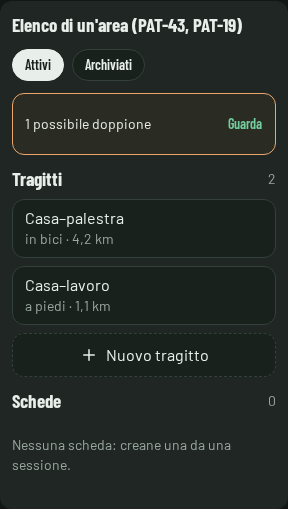 Elenco di un'area (PAT-43, PAT-19)
Attivi
Archiviati
1 possibile doppione
Guarda
Tragitti
2
Casa–palestra
in bici · 4,2 km
Casa–lavoro
a piedi · 1,1 km
+ Nuovo tragitto
Schede
0
Nessuna scheda: creane una da una
sessione.